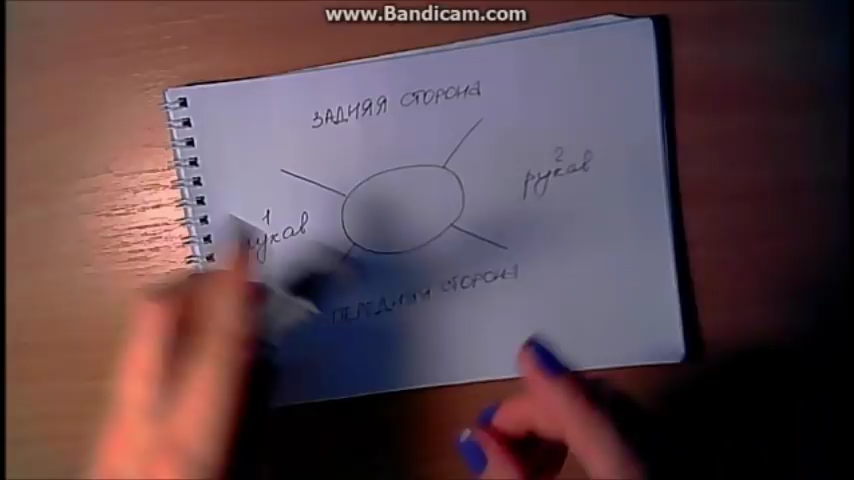 www.Bandicam.com
ЗАДНЯЯ СТОРОНА
2
рукав
1
рукав
ПЕРЕДНЯЯ СТОРОНА